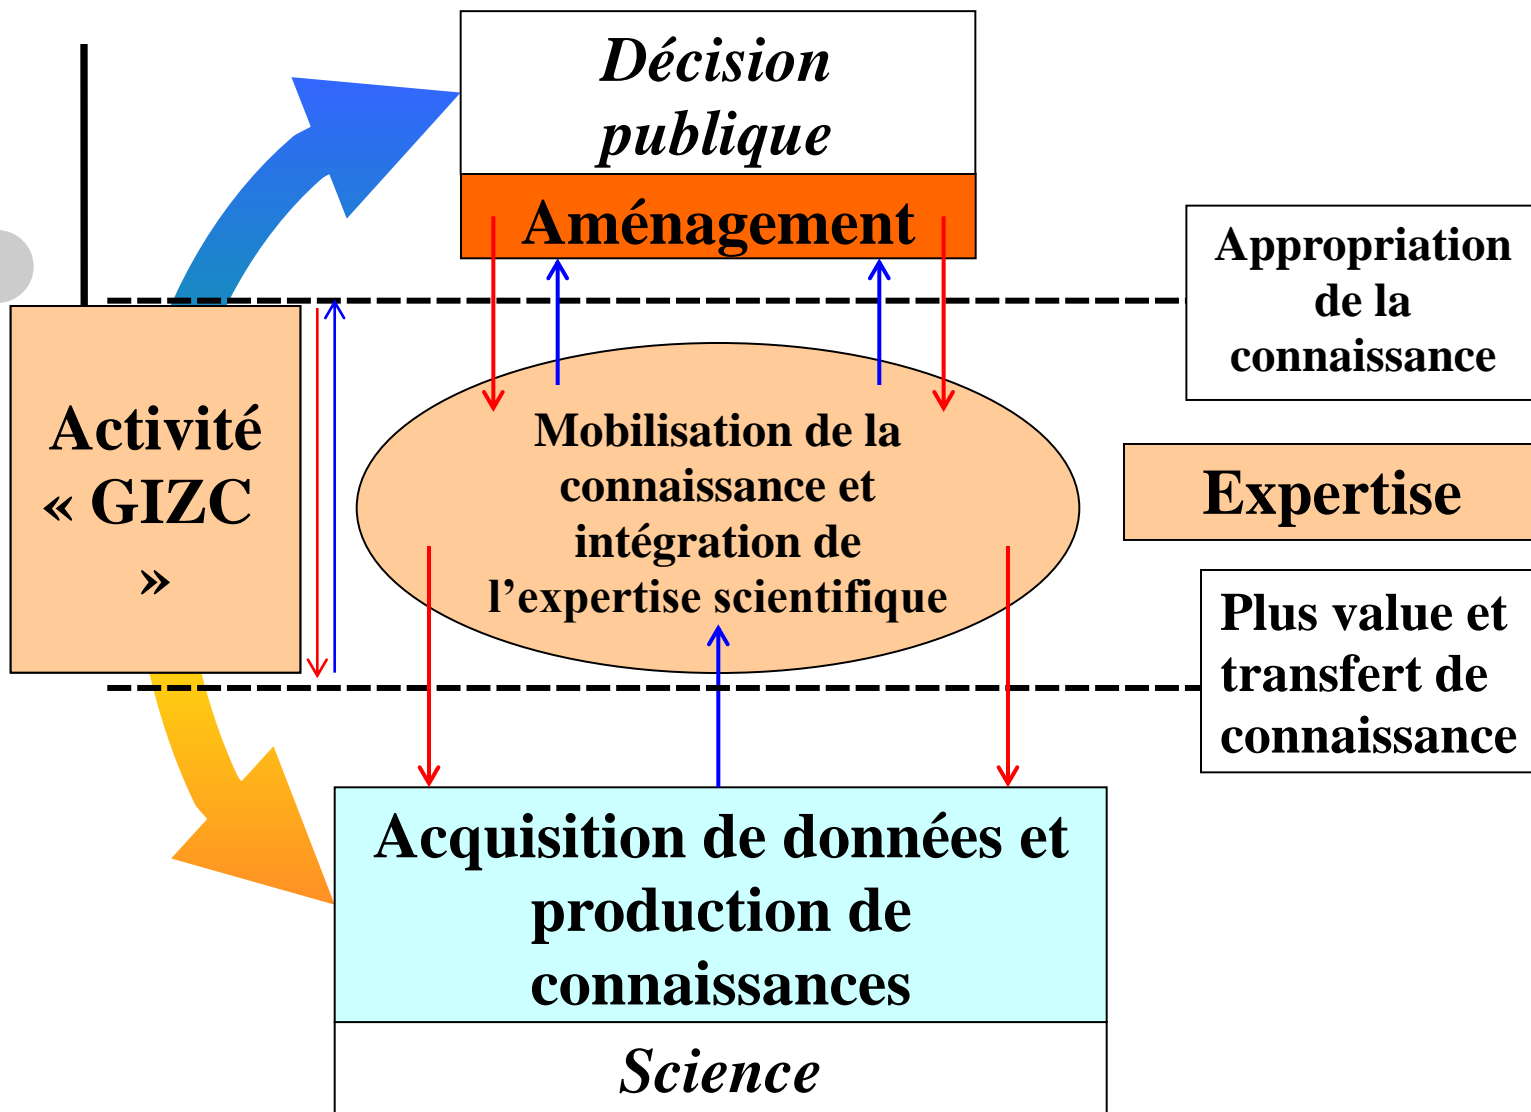 Décision
publique
Aménagement
Appropriation
de la
connaissance
Activité
« GIZC
»
Mobilisation de la
connaissance et
intégration de
l’expertise scientifique
Expertise
Plus value et
transfert de
connaissance
Acquisition de données et
production de
connaissances
Science